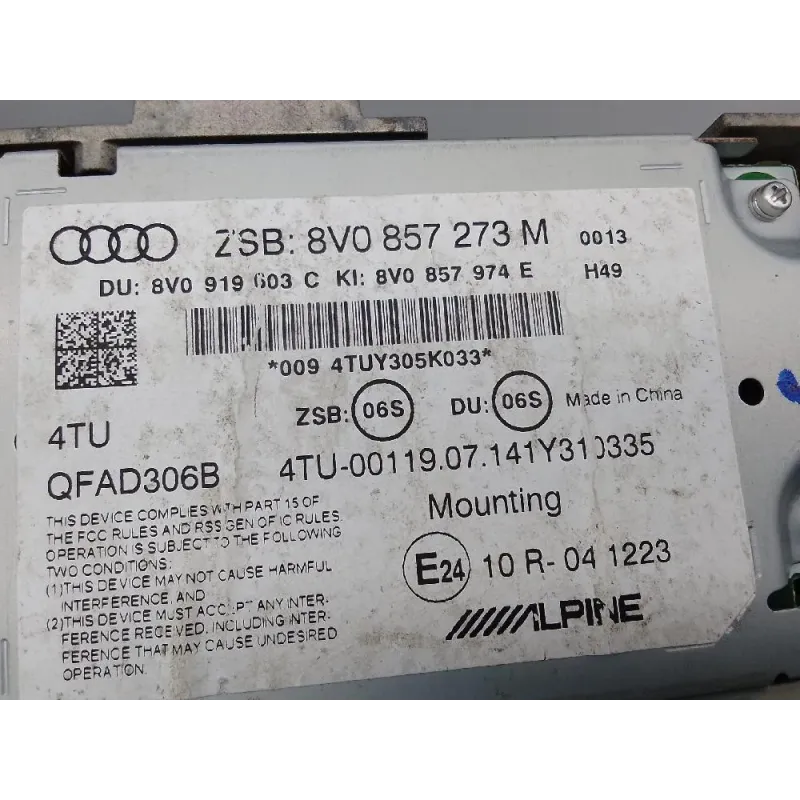 ZSB: 8V0 857 273 M 0013
DU: 8V0 919 603 C KI: 8V0 857 974 E H49
*009 4TUY305K033*
ZSB: 06S DU: 06S Made in China
4TU
4TU-00119.07.141Y310335
QFAD306B
Mounting
THIS DEVICE COMPLIES WITH PART 15 OF
THE FCC RULES AND RSS GEN OF IC RULES.
OPERATION IS SUBJECT TO THE FOLLOWING
TWO CONDITIONS:
(1)THIS DEVICE MAY NOT CAUSE HARMFUL
INTERFERENCE, AND
(2)THIS DEVICE MUST ACCEPT ANY INTER-
FERENCE RECEIVED, INCLUDING INTER-
FERENCE THAT MAY CAUSE UNDESIRED
OPERATION.
E24 10 R-04 1223
ALPINE